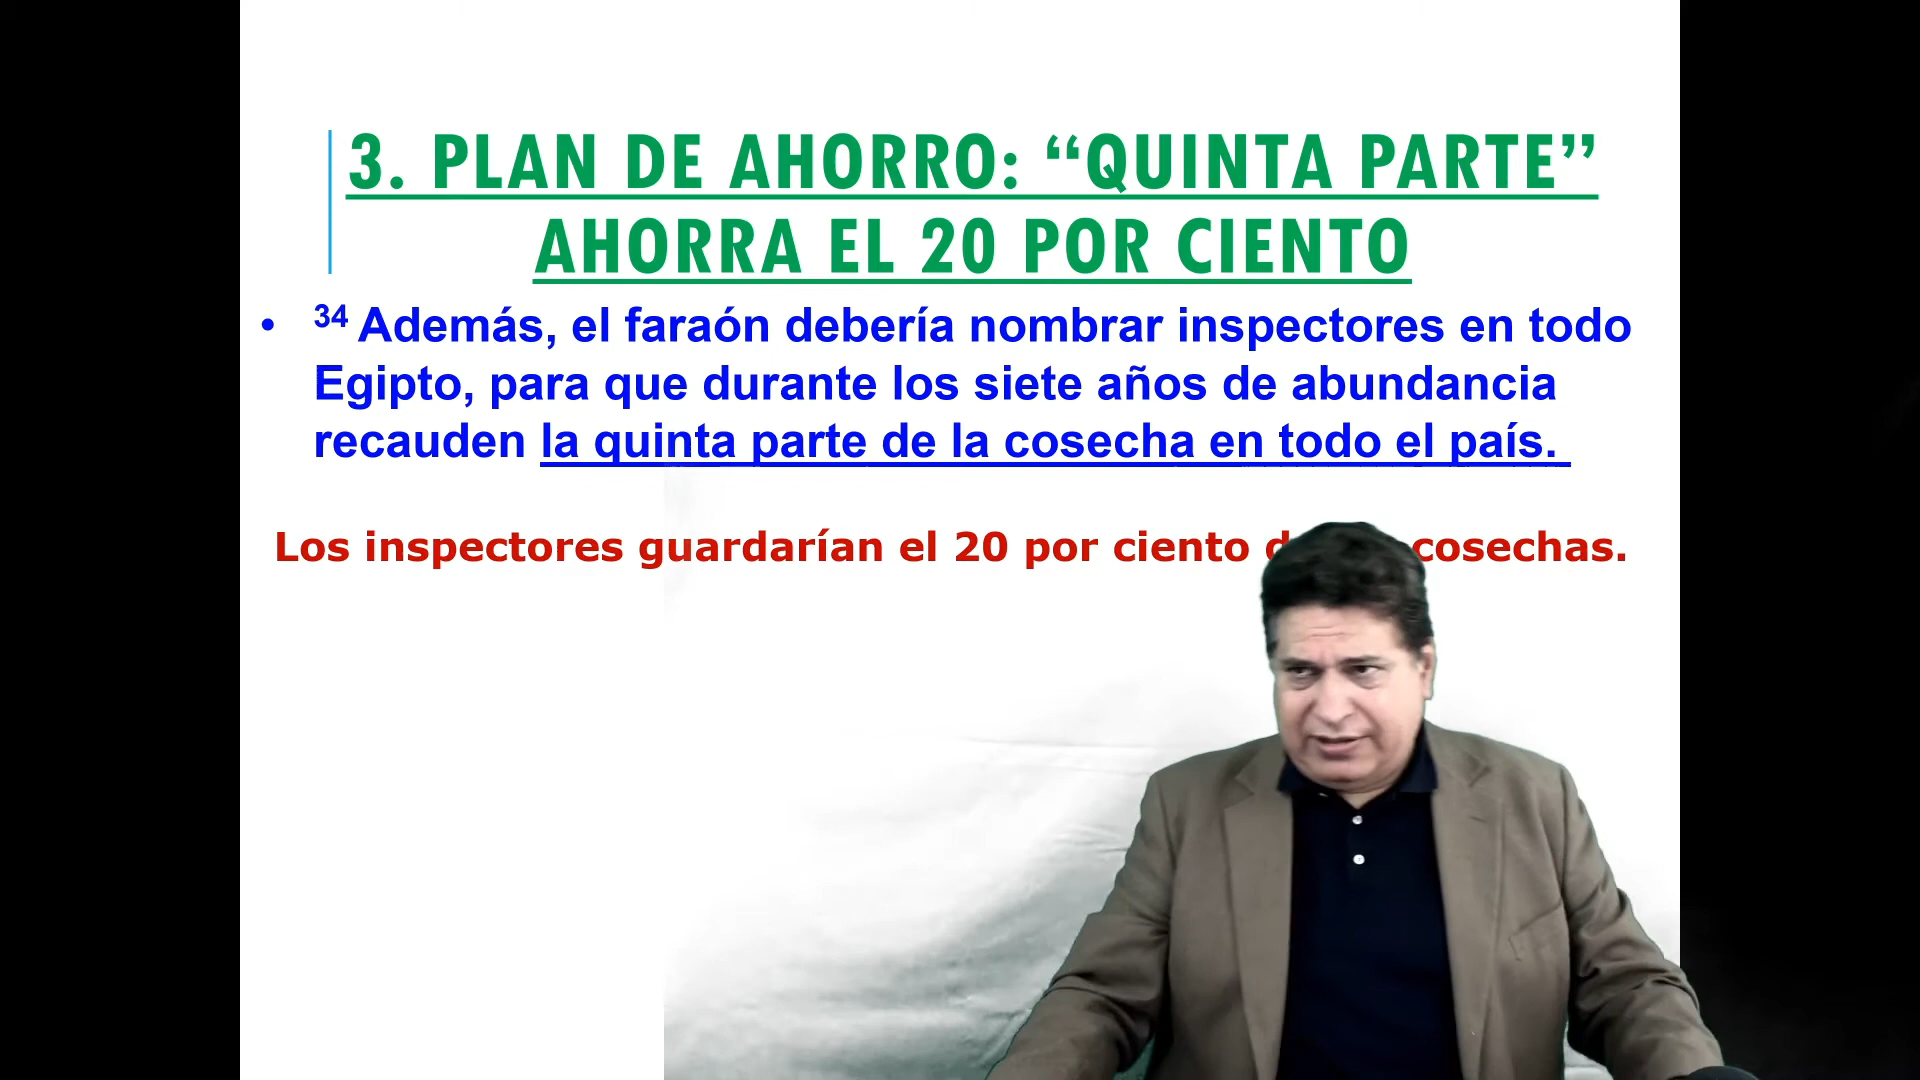 3. PLAN DE AHORRO: “QUINTA PARTE”
AHORRA EL 20 POR CIENTO
• ³⁴ Además, el faraón debería nombrar inspectores en todo
Egipto, para que durante los siete años de abundancia
recauden la quinta parte de la cosecha en todo el país.
Los inspectores guardarían el 20 por ciento cosechas.